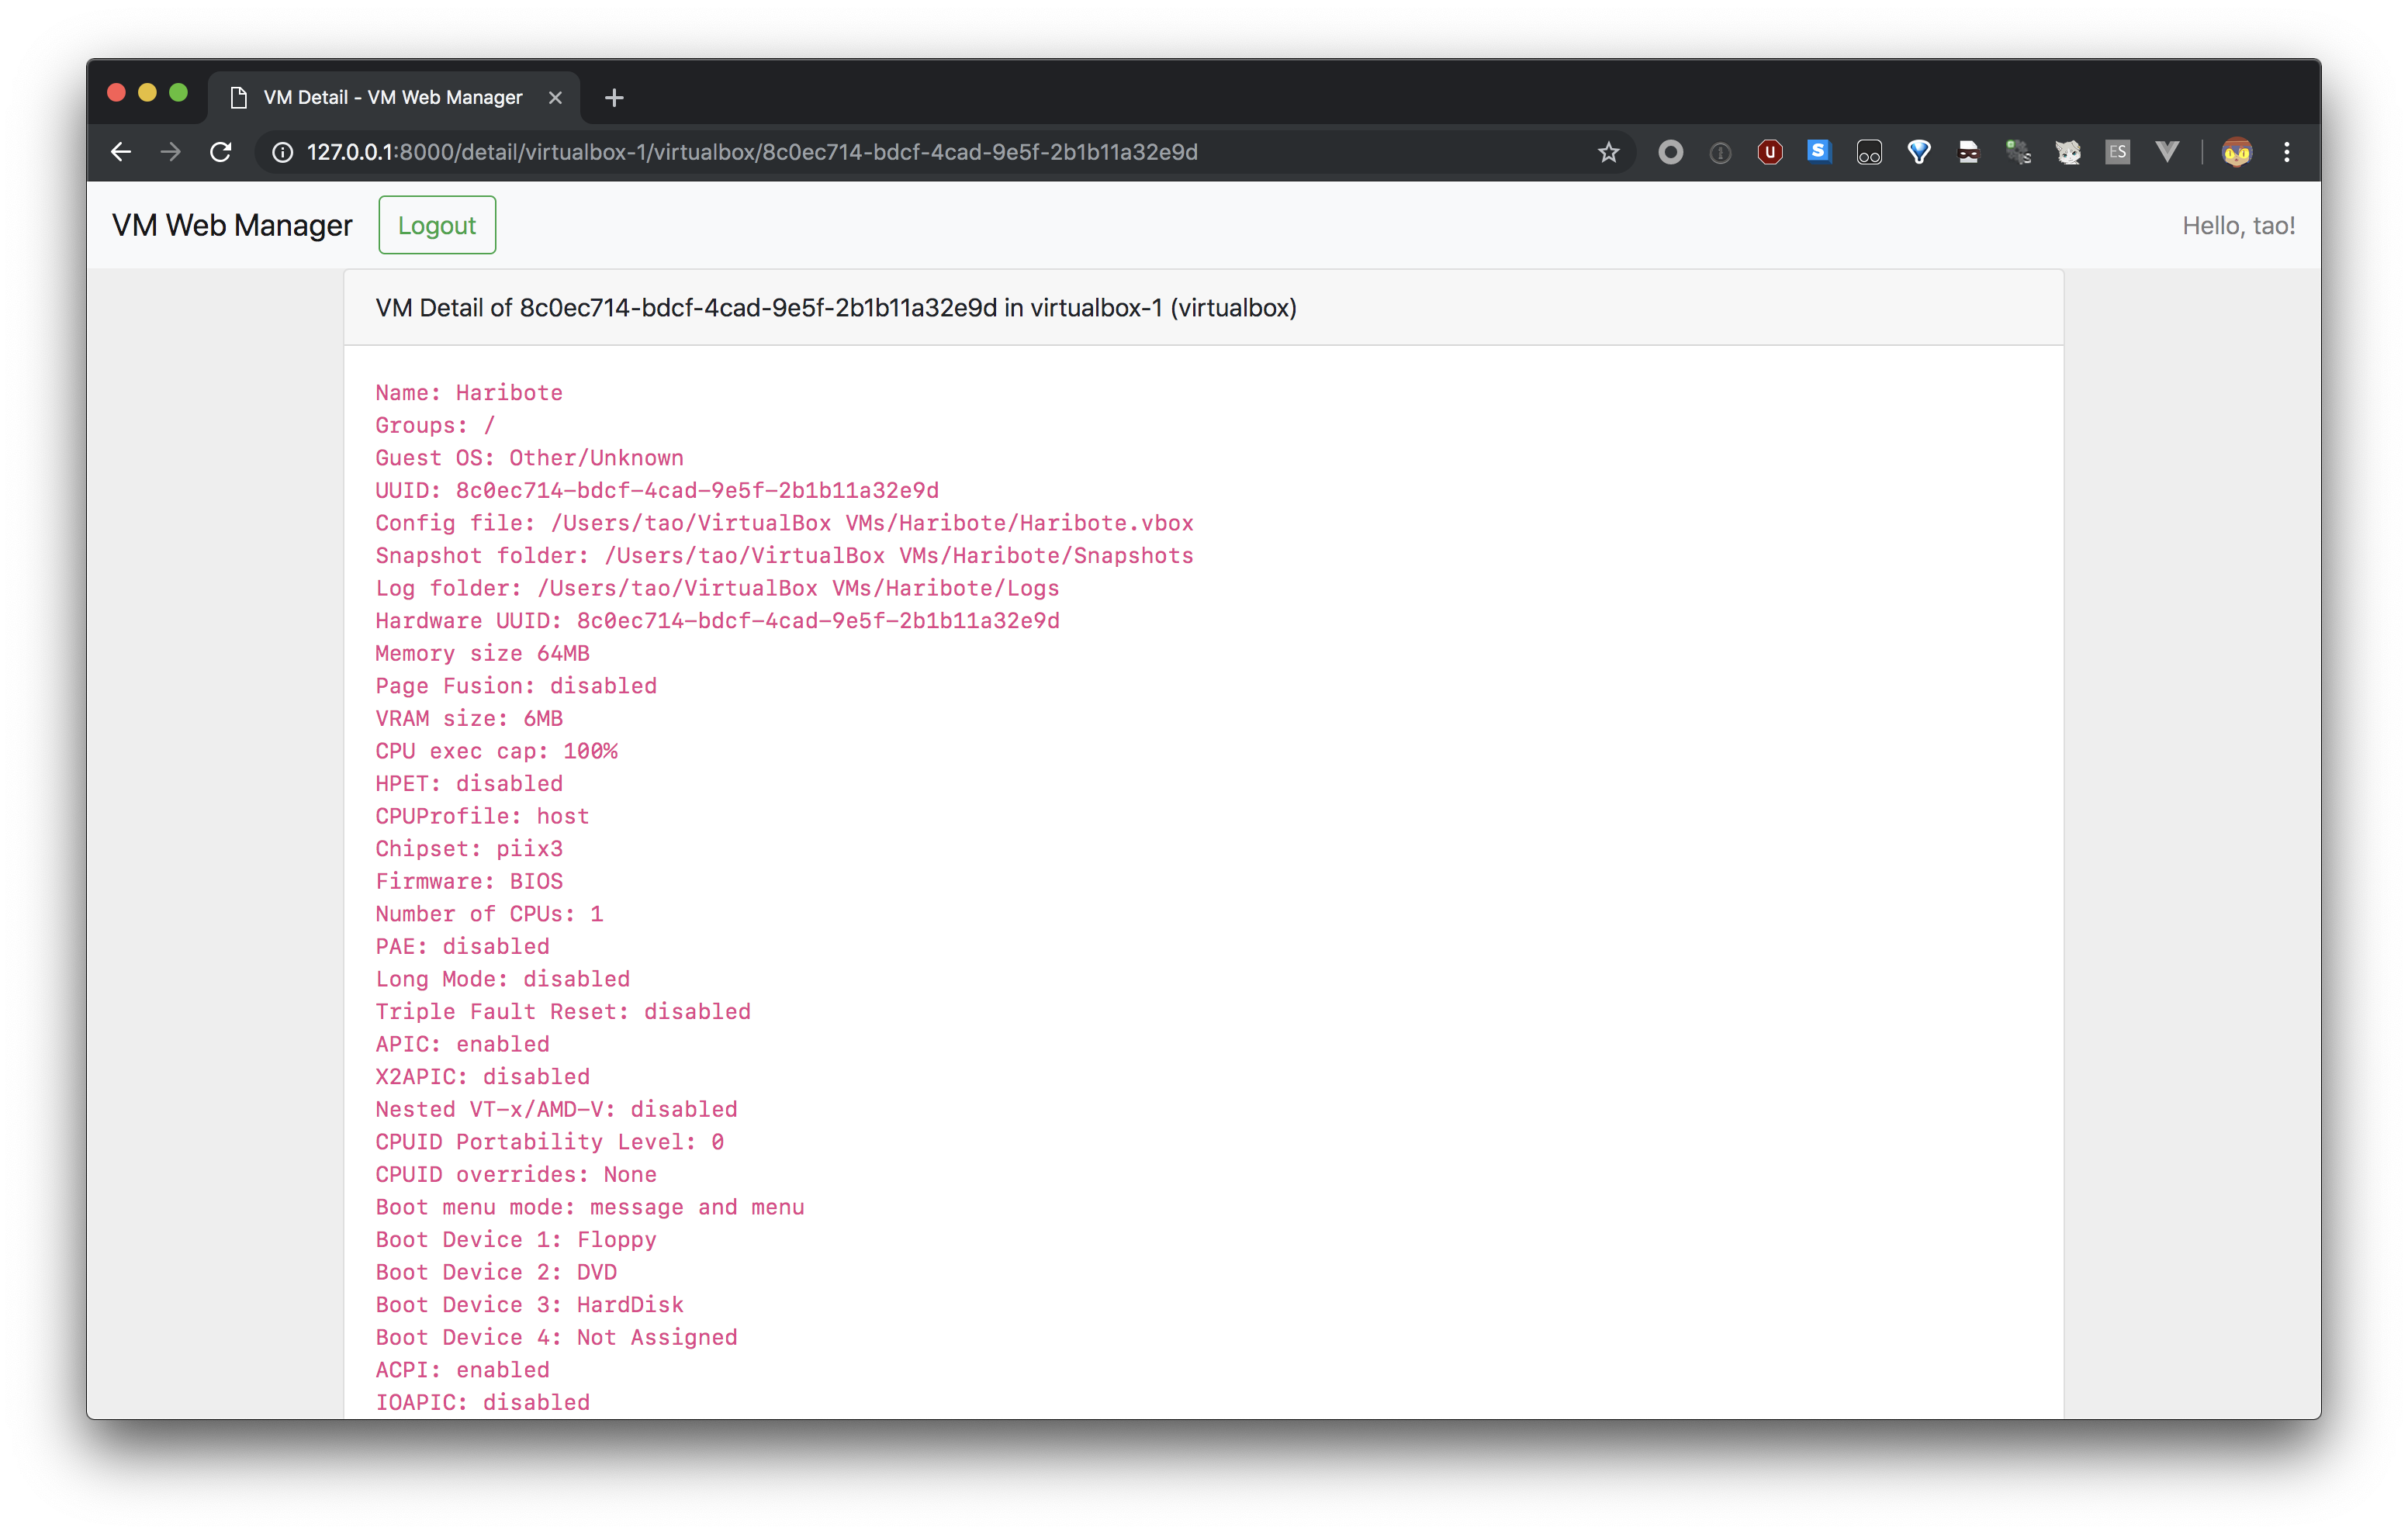 VM Detail - VM Web Manager
127.0.0.1:8000/detail/virtualbox-1/virtualbox/8c0ec714-bdcf-4cad-9e5f-2b1b11a32e9d
U
S
S
ES
VM Web Manager
Logout
Hello, tao!
VM Detail of 8c0ec714-bdcf-4cad-9e5f-2b1b11a32e9d in virtualbox-1 (virtualbox)
Name: Haribote
Groups: /
Guest OS: Other/Unknown
UUID: 8c0ec714-bdcf-4cad-9e5f-2b1b11a32e9d
Config file: /Users/tao/VirtualBox VMs/Haribote/Haribote.vbox
Snapshot folder: /Users/tao/VirtualBox VMs/Haribote/Snapshots
Log folder: /Users/tao/VirtualBox VMs/Haribote/Logs
Hardware UUID: 8c0ec714-bdcf-4cad-9e5f-2b1b11a32e9d
Memory size 64MB
Page Fusion: disabled
VRAM size: 6MB
CPU exec cap: 100%
HPET: disabled
CPUProfile: host
Chipset: piix3
Firmware: BIOS
Number of CPUs: 1
PAE: disabled
Long Mode: disabled
Triple Fault Reset: disabled
APIC: enabled
X2APIC: disabled
Nested VT-x/AMD-V: disabled
CPUID Portability Level: 0
CPUID overrides: None
Boot menu mode: message and menu
Boot Device 1: Floppy
Boot Device 2: DVD
Boot Device 3: HardDisk
Boot Device 4: Not Assigned
ACPI: enabled
IOAPIC: disabled